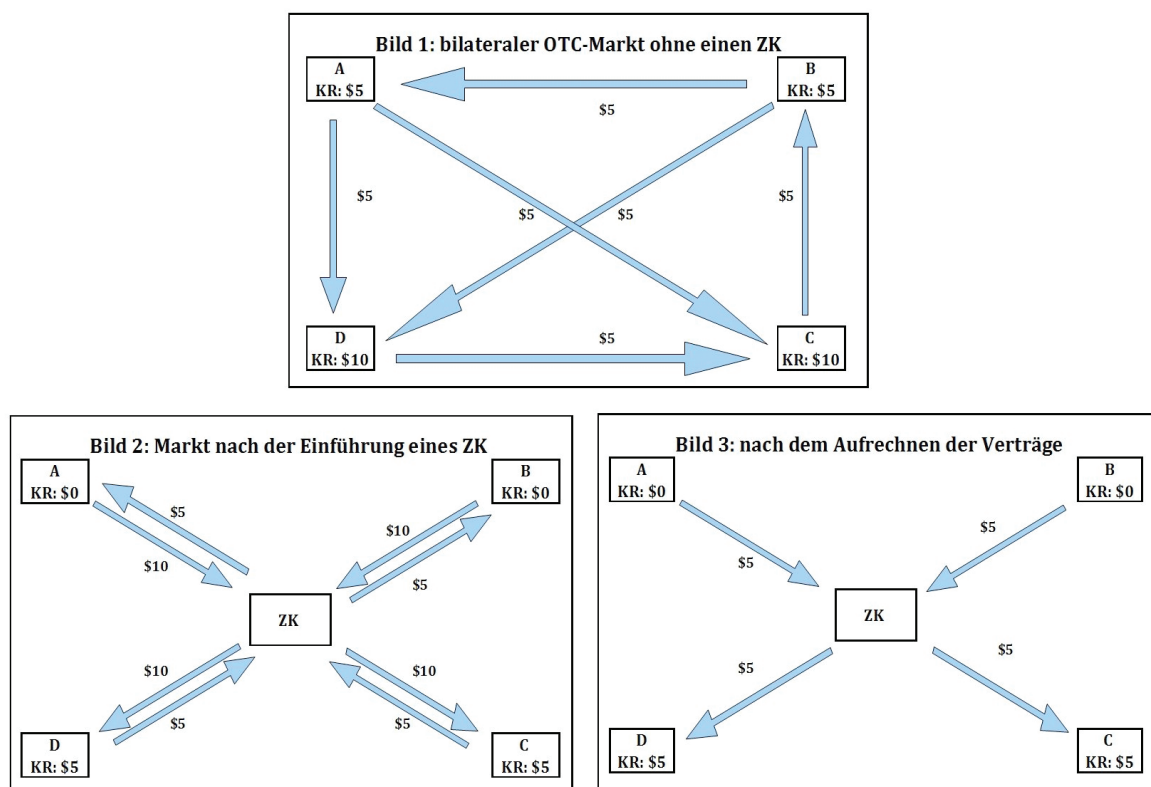 Bild 1: bilateraler OTC-Markt ohne einen ZK
A
KR: $5
B
KR: $5
$5
$5
$5
$5
$5
D
KR: $10
$5
C
KR: $10
Bild 2: Markt nach der Einführung eines ZK
A
KR: $0
B
KR: $0
$5
$10
$10
$5
ZK
$10
$5
$10
$5
D
KR: $5
C
KR: $5
Bild 3: nach dem Aufrechnen der Verträge
A
KR: $0
B
KR: $0
$5
$5
ZK
$5
$5
D
KR: $5
C
KR: $5